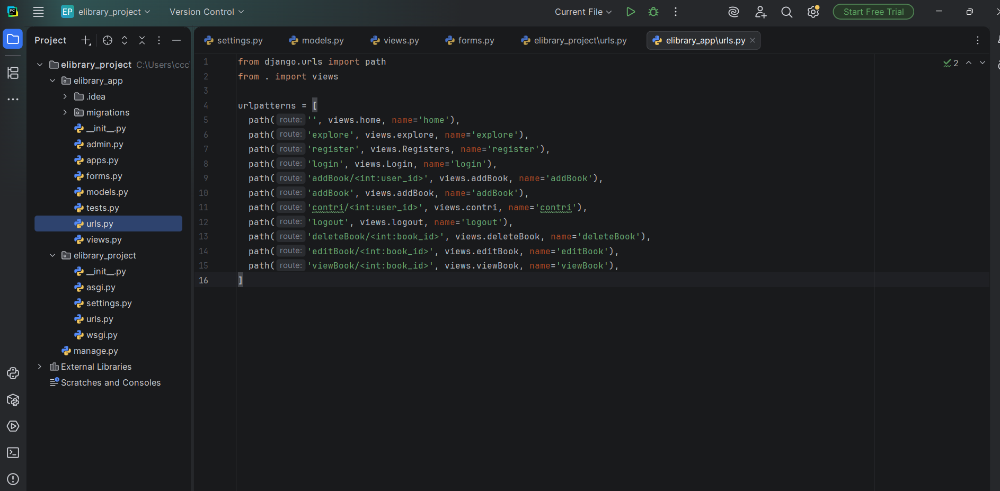 EP elibrary_project Version Control Current File Start Free Trial
Project
settings.py models.py views.py forms.py elibrary_project\urls.py elibrary_app\urls.py
elibrary_project C:\Users\ccc
elibrary_app
.idea
migrations
__init__.py
admin.py
apps.py
forms.py
models.py
tests.py
urls.py
views.py
elibrary_project
__init__.py
asgi.py
settings.py
urls.py
wsgi.py
manage.py
External Libraries
Scratches and Consoles
2
1 from django.urls import path
2 from . import views
3
4 urlpatterns = [
5 path( route: '', views.home, name='home'),
6 path( route: 'explore', views.explore, name='explore'),
7 path( route: 'register', views.Registers, name='register'),
8 path( route: 'login', views.Login, name='login'),
9 path( route: 'addBook/<int:user_id>', views.addBook, name='addBook'),
10 path( route: 'addBook', views.addBook, name='addBook'),
11 path( route: 'contri/<int:user_id>', views.contri, name='contri'),
12 path( route: 'logout', views.logout, name='logout'),
13 path( route: 'deleteBook/<int:book_id>', views.deleteBook, name='deleteBook'),
14 path( route: 'editBook/<int:book_id>', views.editBook, name='editBook'),
15 path( route: 'viewBook/<int:book_id>', views.viewBook, name='viewBook'),
16 ]